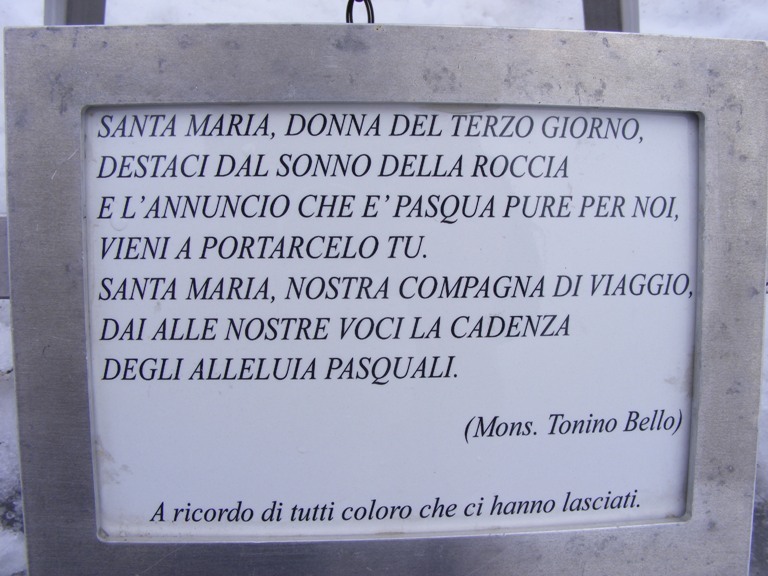 SANTA MARIA, DONNA DEL TERZO GIORNO,
DESTACI DAL SONNO DELLA ROCCIA
E L'ANNUNCIO CHE E' PASQUA PURE PER NOI,
VIENI A PORTARCELO TU.
SANTA MARIA, NOSTRA COMPAGNA DI VIAGGIO,
DAI ALLE NOSTRE VOCI LA CADENZA
DEGLI ALLELUIA PASQUALI.
(Mons. Tonino Bello)
A ricordo di tutti coloro che ci hanno lasciati.